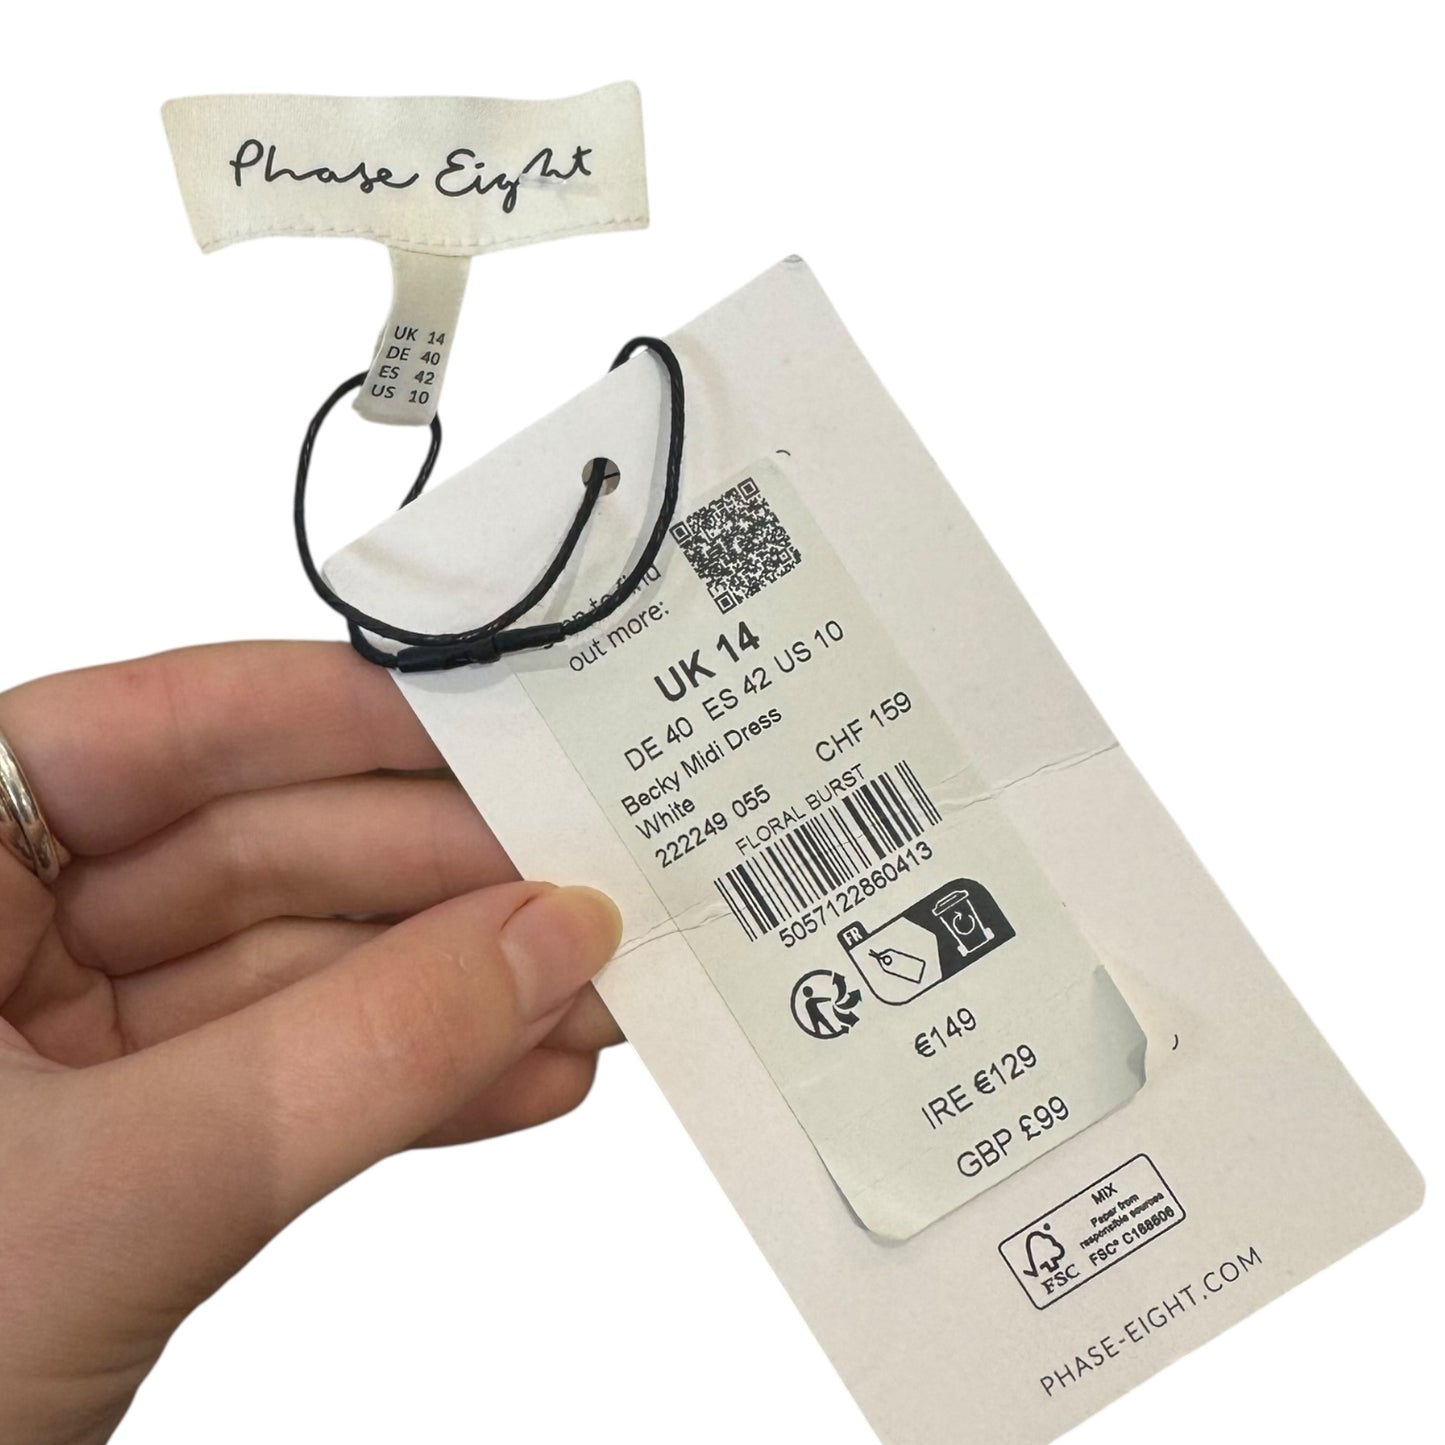 Phase Eight
UK 14
DE 40
ES 42
US 10
out more:
UK 14
DE 40 ES 42 US 10
Becky Midi Dress
White
CHF 159
222249 055
FLORAL BURST
5057122860413
FR
€149
IRE €129
GBP £99
MIX
Paper from
responsible sources
FSC® C188606
FSC
PHASE-EIGHT.COM